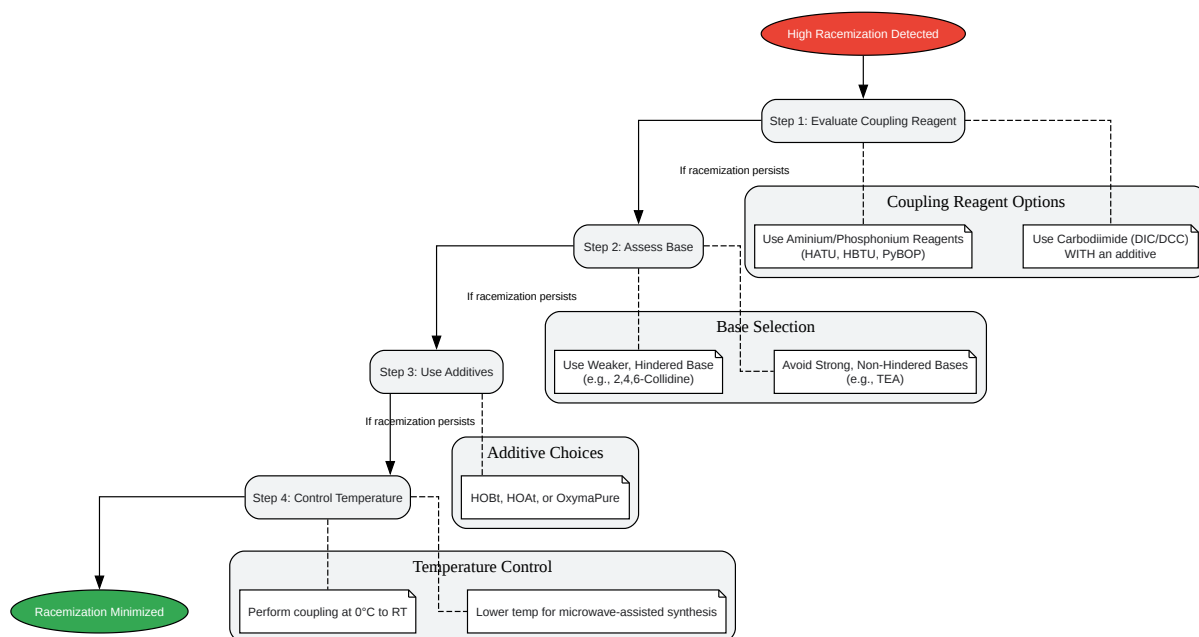 High Racemization Detected
Step 1: Evaluate Coupling Reagent
If racemization persists
Coupling Reagent Options
Use Aminium/Phosphonium Reagents
(HATU, HBTU, PyBOP)
Use Carbodiimide (DIC/DCC)
WITH an additive
Step 2: Assess Base
If racemization persists
Base Selection
Use Weaker, Hindered Base
(e.g., 2,4,6-Collidine)
Avoid Strong, Non-Hindered Bases
(e.g., TEA)
Step 3: Use Additives
If racemization persists
Additive Choices
HOBt, HOAt, or OxymaPure
Step 4: Control Temperature
Temperature Control
Perform coupling at 0°C to RT
Lower temp for microwave-assisted synthesis
Racemization Minimized